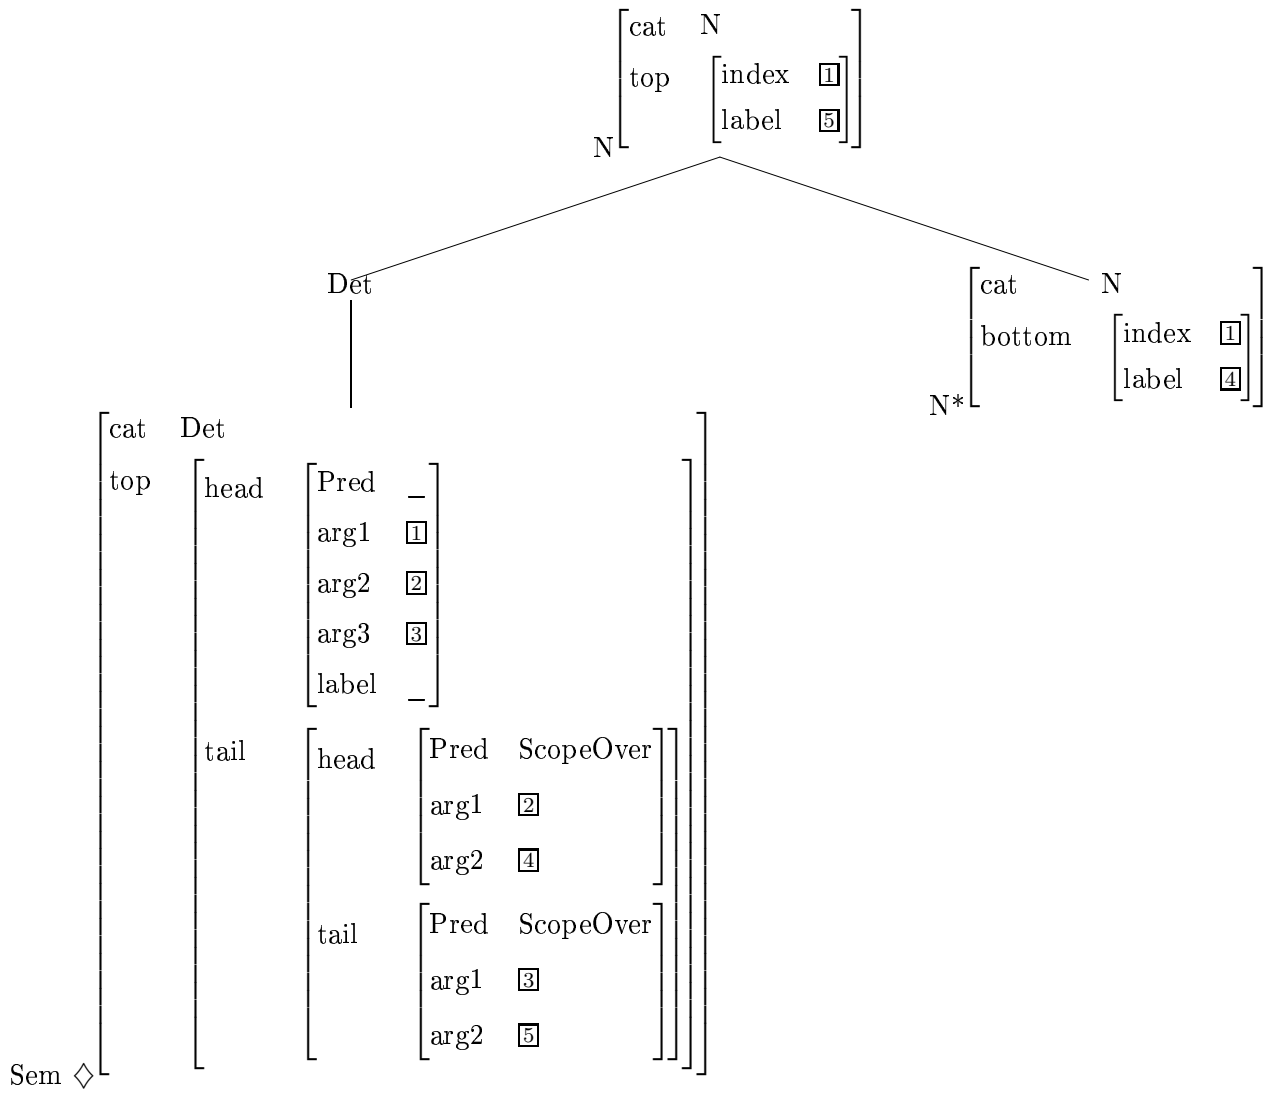 cat N
top index 1
label 5
N
Det
cat N
bottom index 1
label 4
N*
cat Det
top head Pred _
arg1 1
arg2 2
arg3 3
label _
tail head Pred ScopeOver
arg1 2
arg2 4
tail Pred ScopeOver
arg1 3
arg2 5
Sem ◇